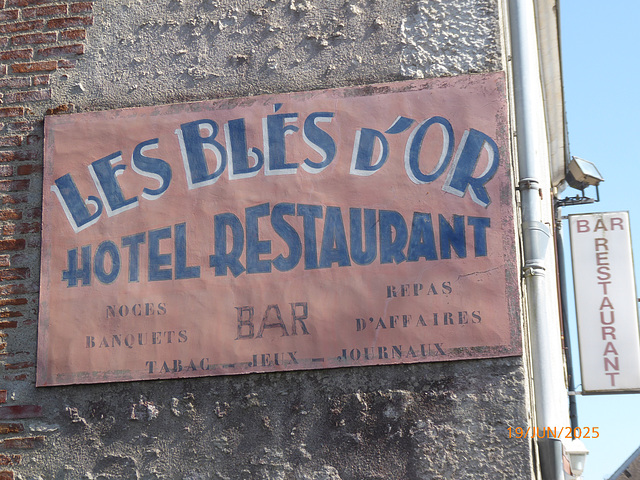 LES BLÉS D'OR
HOTEL RESTAURANT
NOCES
BANQUETS
BAR
REPAS
D'AFFAIRES
TABAC - JEUX - JOURNAUX
BAR
RESTAURANT
19/JUN/2025